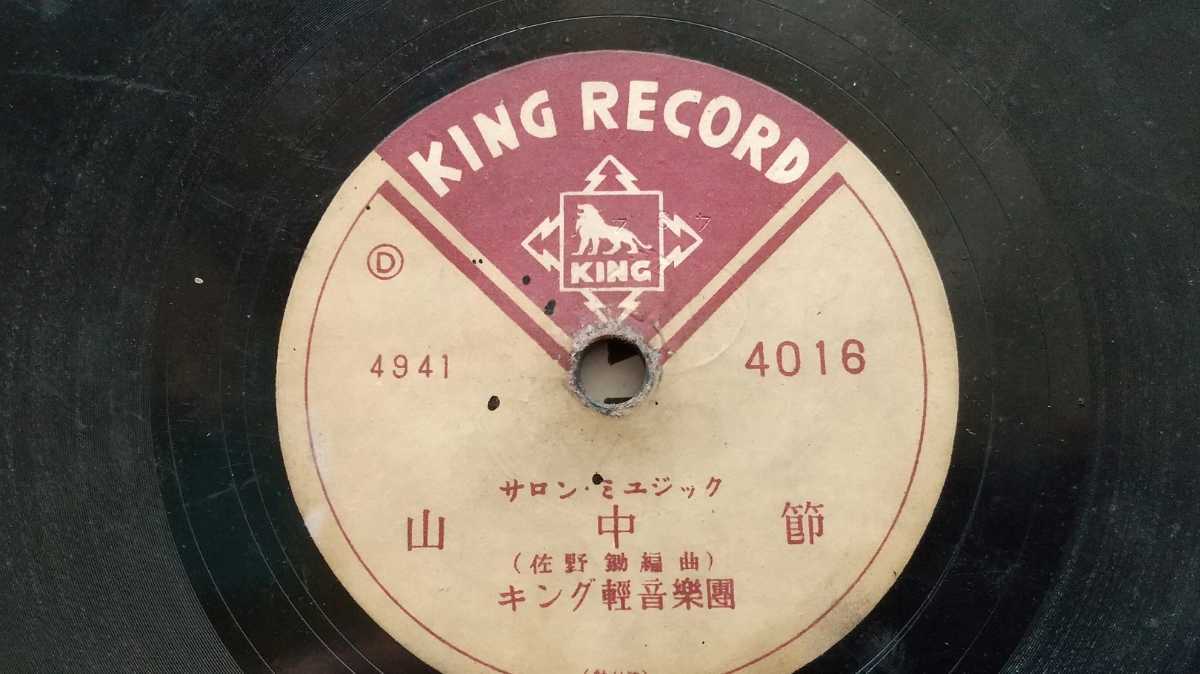 KING RECORD
KING
Ⓓ
4941
4016
サロン・ミユジック
山中節
(佐野鋤編曲)
キング輕音樂團